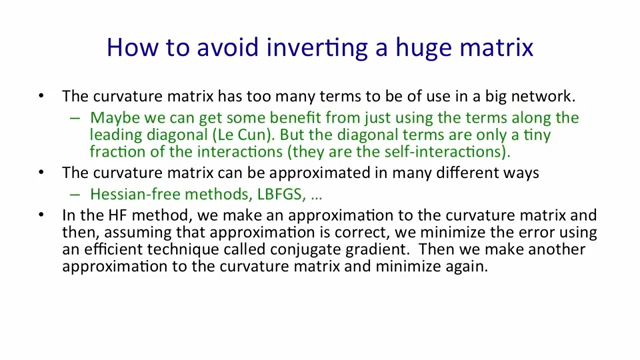 How to avoid inverting a huge matrix
• The curvature matrix has too many terms to be of use in a big network.
– Maybe we can get some benefit from just using the terms along the
leading diagonal (Le Cun). But the diagonal terms are only a tiny
fraction of the interactions (they are the self-interactions).
• The curvature matrix can be approximated in many different ways
– Hessian-free methods, LBFGS, …
• In the HF method, we make an approximation to the curvature matrix and
then, assuming that approximation is correct, we minimize the error using
an efficient technique called conjugate gradient. Then we make another
approximation to the curvature matrix and minimize again.